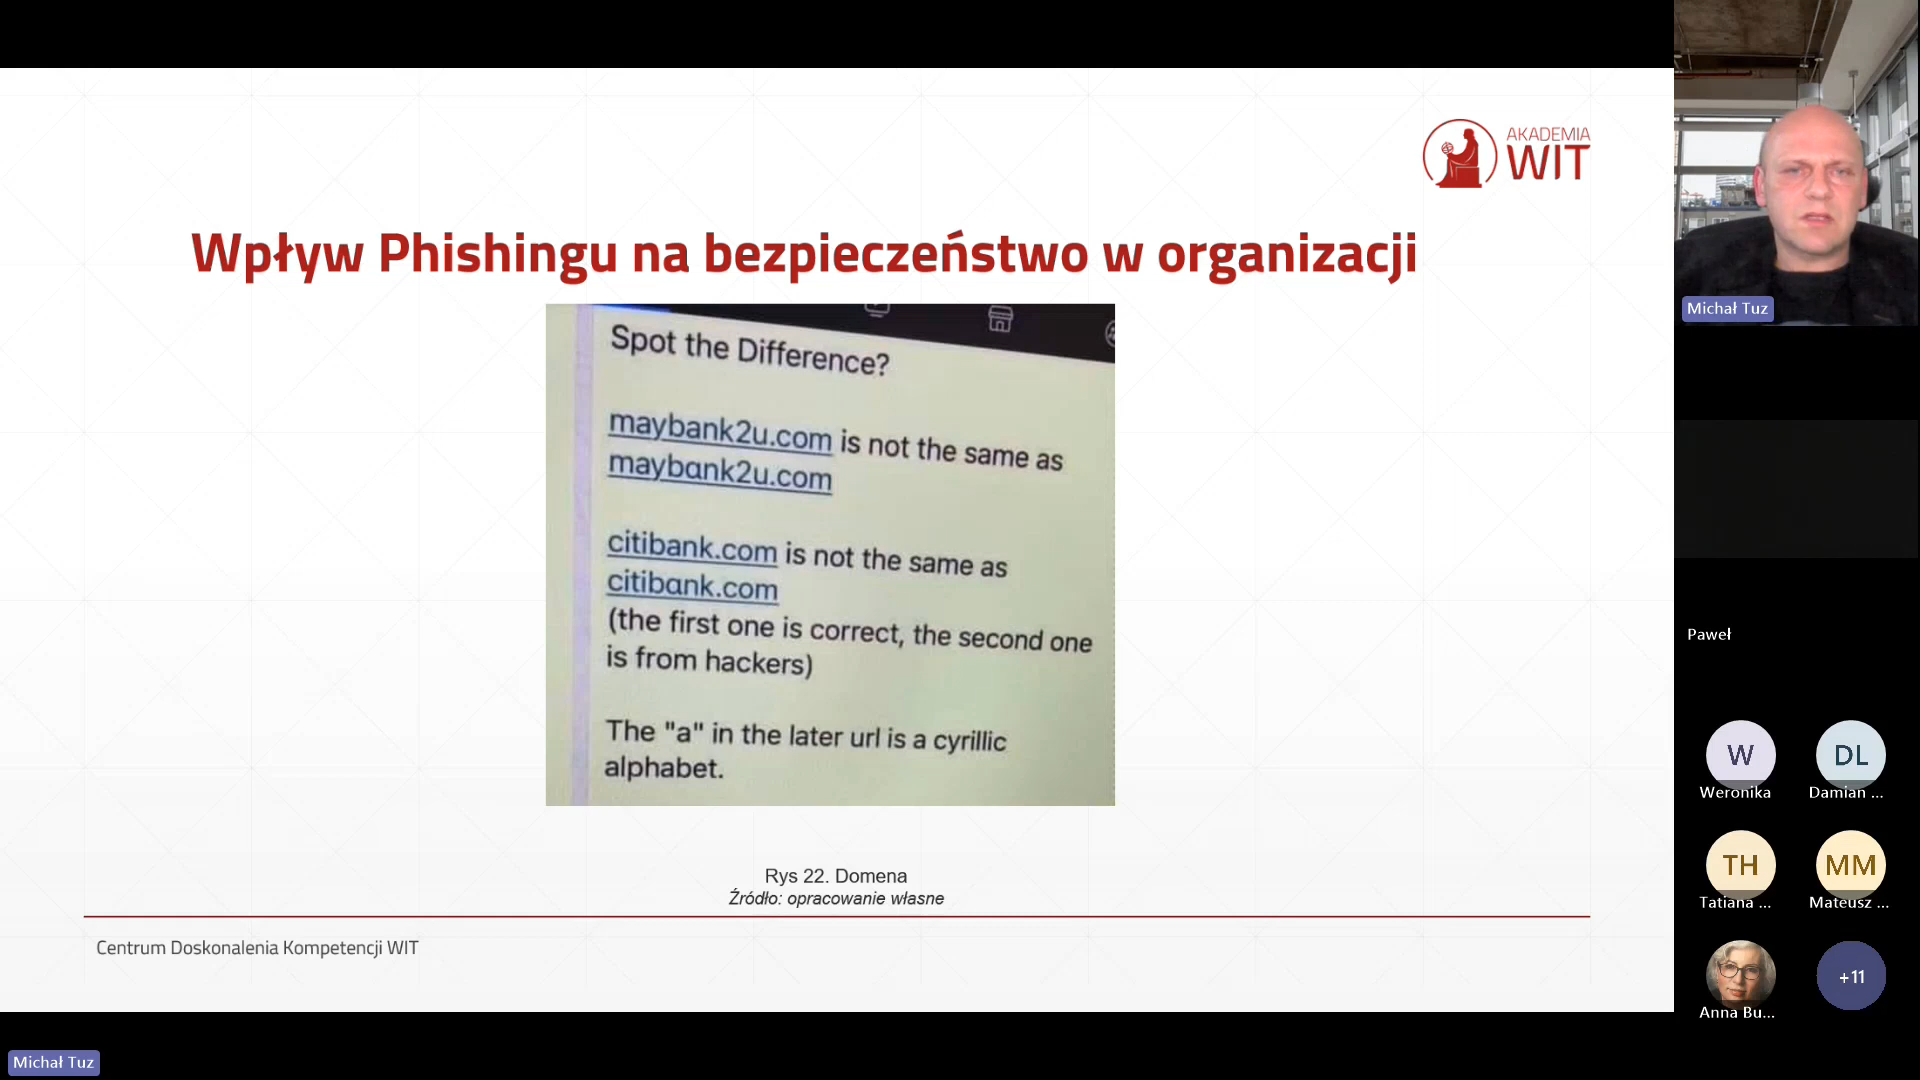 AKADEMIA
WIT
Wpływ Phishingu na bezpieczeństwo w organizacji
Spot the Difference?
maybank2u.com is not the same as
maybɑnk2u.com
citibank.com is not the same as
citibɑnk.com
(the first one is correct, the second one
is from hackers)
The "a" in the later url is a cyrillic
alphabet.
Rys 22. Domena
Źródło: opracowanie własne
Centrum Doskonalenia Kompetencji WIT
Michał Tuz
Michał Tuz
Paweł
W
Weronika
DL
Damian ...
TH
Tatiana ...
MM
Mateusz ...
Anna Bu...
+11